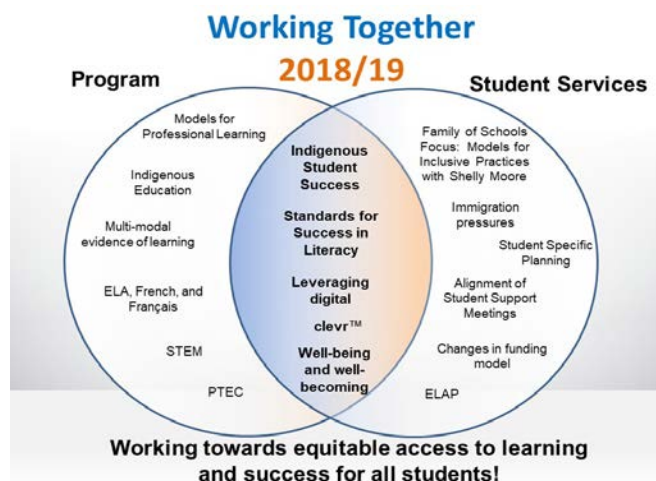 Working Together
2018/19
Program
Student Services
Models for
Professional Learning
Indigenous
Education
Multi-modal
evidence of learning
ELA, French, and
Français
STEM
PTEC
Indigenous
Student
Success
Standards for
Success in
Literacy
Leveraging
digital
clevr™
Well-being
and well-
becoming
Family of Schools
Focus: Models for
Inclusive Practices
with Shelly Moore
Immigration
pressures
Student Specific
Planning
Alignment of
Student Support
Meetings
Changes in funding
model
ELAP
Working towards equitable access to learning
and success for all students!